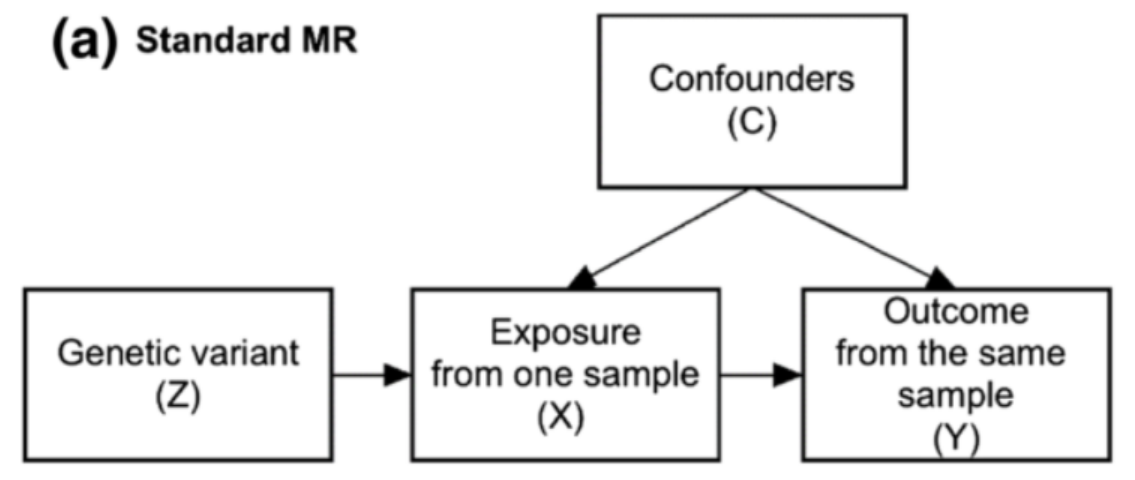 (a) Standard MR
Confounders
(C)
Genetic variant
(Z)
Exposure
from one sample
(X)
Outcome
from the same
sample
(Y)